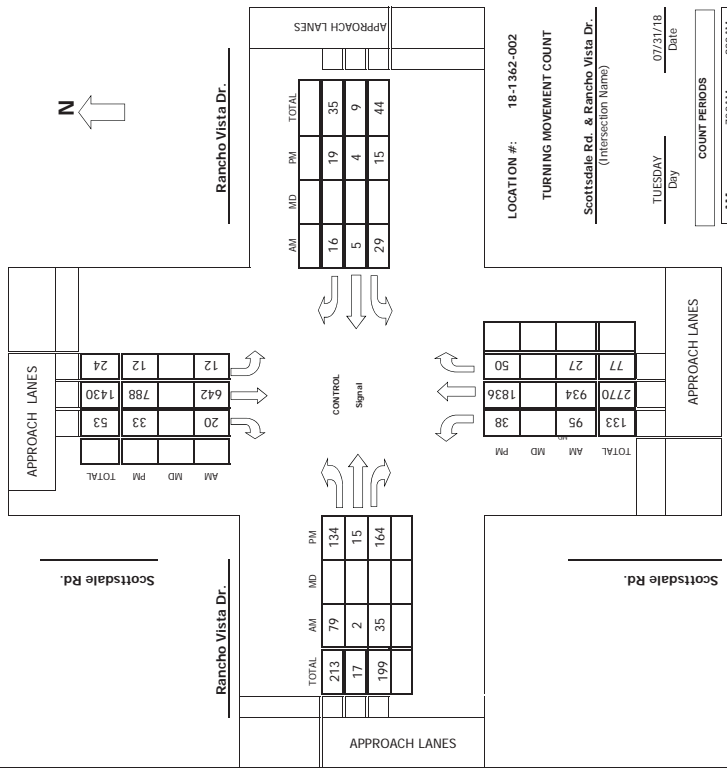 APPROACH LANES
N
Rancho Vista Dr.
APPROACH LANES
TOTAL 53 1430 24
PM 33 788 12
MD
AM 20 642 12
AM MD PM TOTAL
16 19 35
5 4 9
29 15 44
CONTROL
Signal
LOCATION #: 18-1362-002
TURNING MOVEMENT COUNT
Scottsdale Rd. & Rancho Vista Dr.
(Intersection Name)
TUESDAY 07/31/18
Day Date
COUNT PERIODS
PM 38 1836 50
MD
AM 95 934 27
MD
TOTAL 133 2770 77
APPROACH LANES
Scottsdale Rd.
Rancho Vista Dr.
TOTAL AM MD PM
213 79 134
17 2 15
199 35 164
APPROACH LANES
Scottsdale Rd.